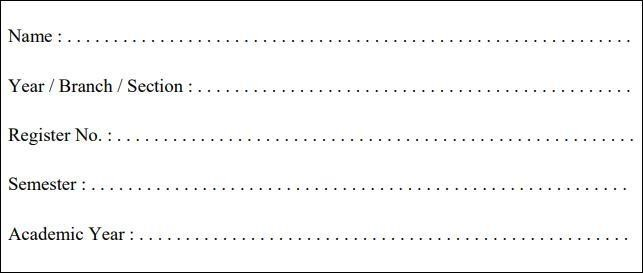 Name : . . . . . . . . . . . . . . . . . . . . . . . . . . . . . . . . . . . . . . . . . . . . . . . . . . . . . . . . . . . . .
Year / Branch / Section : . . . . . . . . . . . . . . . . . . . . . . . . . . . . . . . . . . . . . . . . . . . . . . .
Register No. : . . . . . . . . . . . . . . . . . . . . . . . . . . . . . . . . . . . . . . . . . . . . . . . . . . . . . . . .
Semester : . . . . . . . . . . . . . . . . . . . . . . . . . . . . . . . . . . . . . . . . . . . . . . . . . . . . . . . . . .
Academic Year : . . . . . . . . . . . . . . . . . . . . . . . . . . . . . . . . . . . . . . . . . . . . . . . . . . . . .